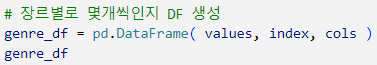 # 장르별로 몇개씩인지 DF 생성
genre_df = pd.DataFrame( values, index, cols )
genre_df